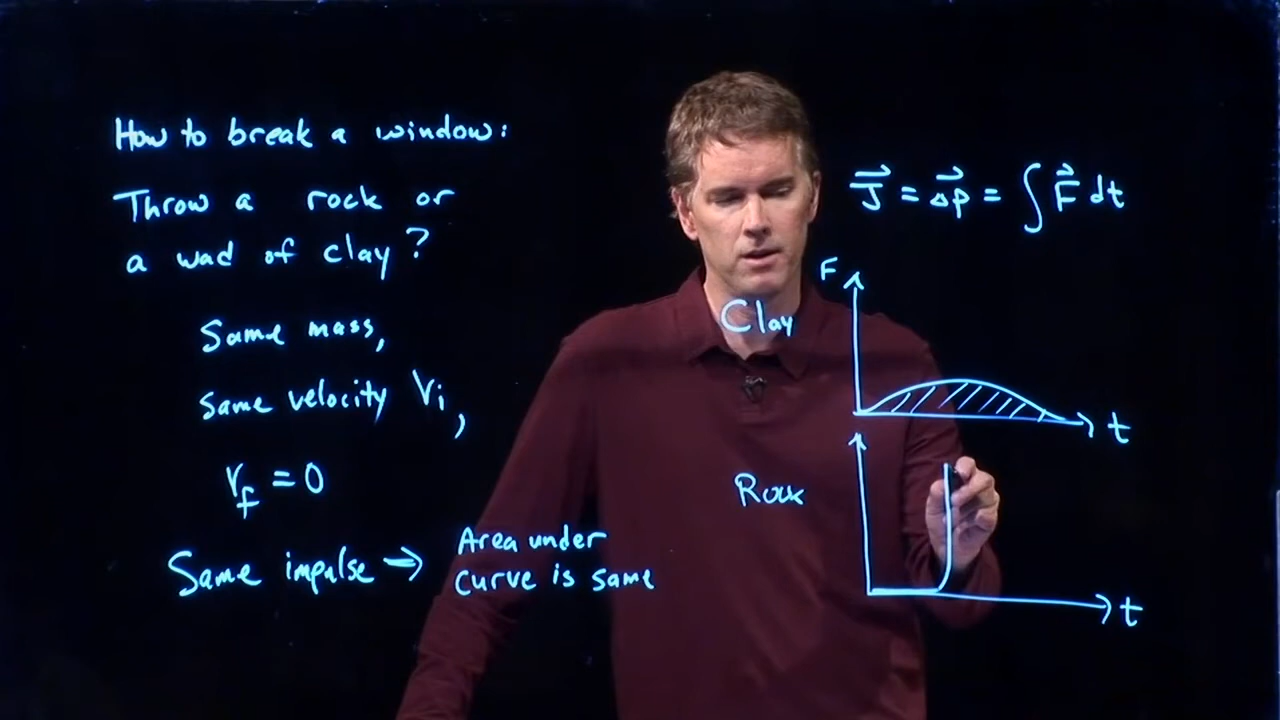 How to break a window:
Throw a rock or
a wad of clay?
Same mass,
same velocity Vi,
Vf = 0
Same impulse → Area under
curve is same
J⃗ = Δp⃗ = ∫ F⃗ dt
F
Clay
t
Rock
t